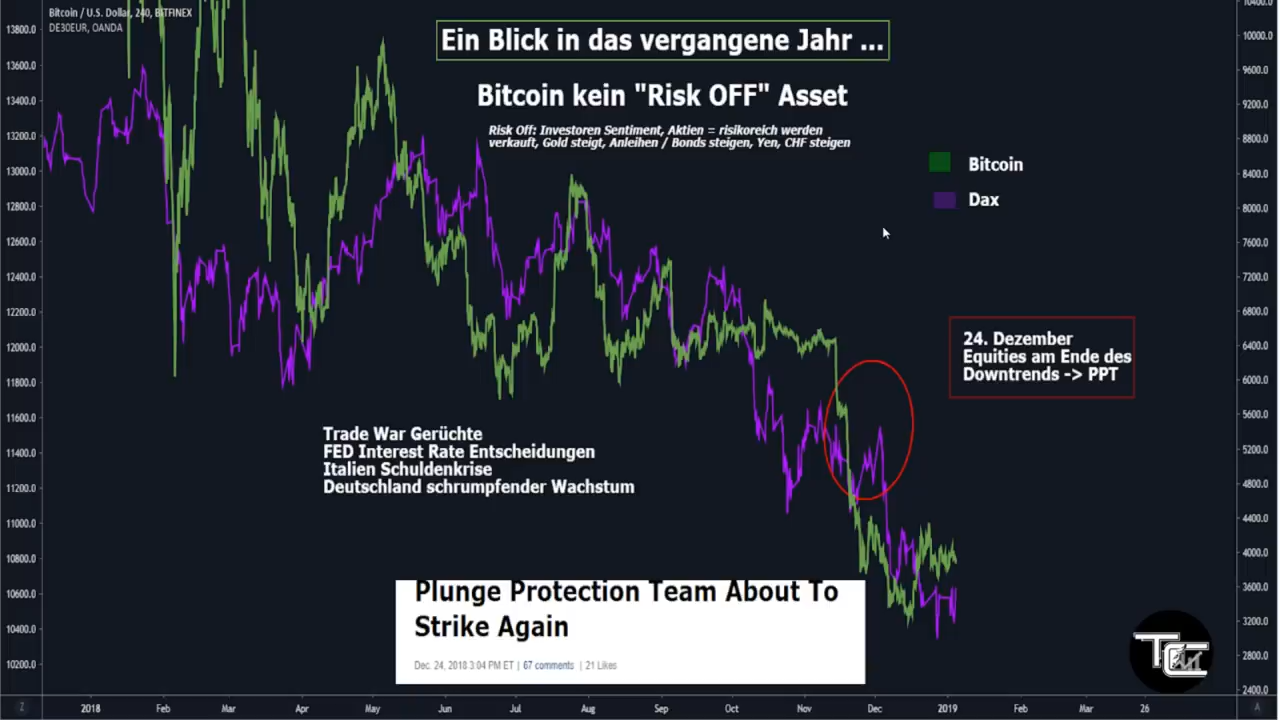 Bitcoin / U.S. Dollar, 240, BITFINEX
DE30EUR, OANDA
Ein Blick in das vergangene Jahr ...
Bitcoin kein "Risk OFF" Asset
Risk Off: Investoren Sentiment, Aktien = risikoreich werden
verkauft, Gold steigt, Anleihen / Bonds steigen, Yen, CHF steigen
Bitcoin
Dax
24. Dezember
Equities am Ende des
Downtrends -> PPT
Trade War Gerüchte
FED Interest Rate Entscheidungen
Italien Schuldenkrise
Deutschland schrumpfender Wachstum
Plunge Protection Team About To
Strike Again
Dec. 24, 2018 3:04 PM ET | 67 comments | 21 Likes
13800.0
13600.0
13400.0
13200.0
13000.0
12800.0
12600.0
12400.0
12200.0
12000.0
11800.0
11600.0
11400.0
11200.0
11000.0
10800.0
10600.0
10400.0
10200.0
10400.0
10000.0
9600.0
9200.0
8800.0
8400.0
8000.0
7600.0
7200.0
6800.0
6400.0
6000.0
5600.0
5200.0
4800.0
4400.0
4000.0
3600.0
3200.0
2800.0
2400.0
TC
Z 2018 Feb Mar Apr May Jun Jul Aug Sep Oct Nov Dec 2019 Feb Mar 26 A